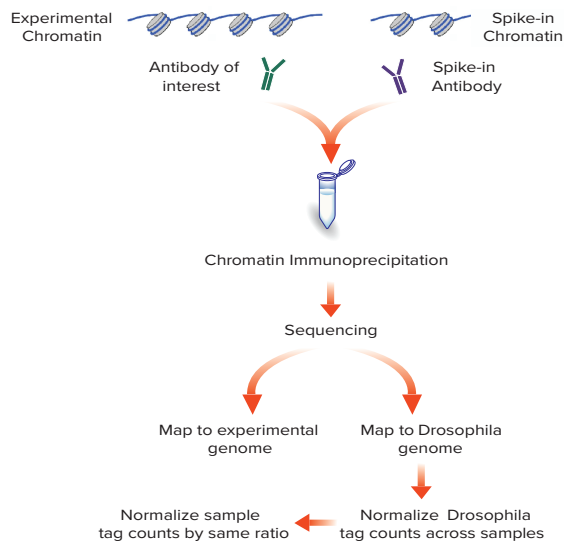 Experimental
Chromatin
Spike-in
Chromatin
Antibody of
interest
Spike-in
Antibody
Chromatin Immunoprecipitation
Sequencing
Map to experimental
genome
Map to Drosophila
genome
Normalize sample
tag counts by same ratio
Normalize Drosophila
tag counts across samples